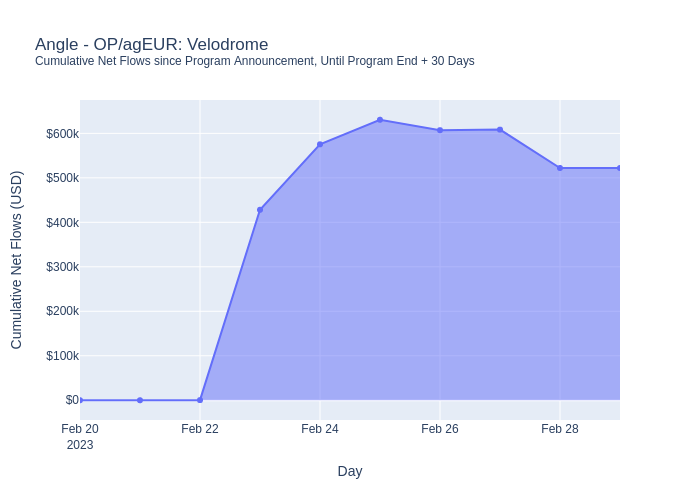 Angle - OP/agEUR: Velodrome
Cumulative Net Flows since Program Announcement, Until Program End + 30 Days
Cumulative Net Flows (USD)
$600k
$500k
$400k
$300k
$200k
$100k
$0
Feb 20
2023
Feb 22
Feb 24
Feb 26
Feb 28
Day